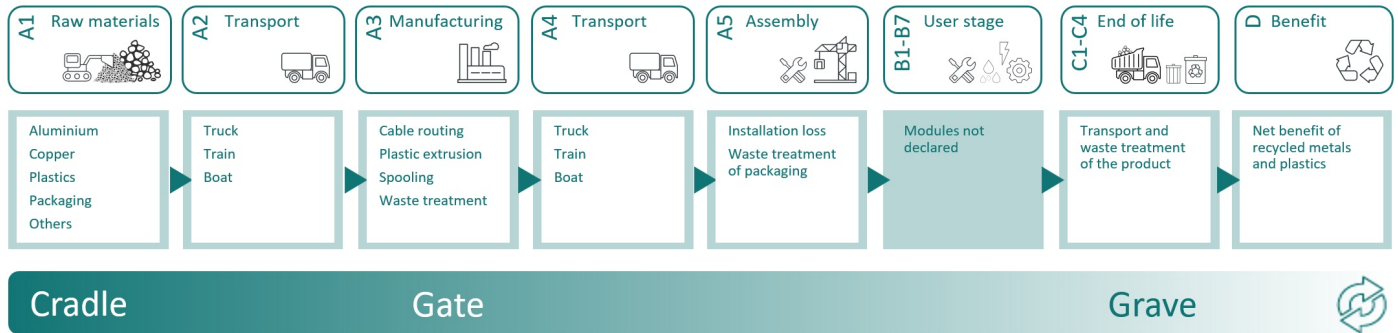 A1 Raw materials
A2 Transport
A3 Manufacturing
A4 Transport
A5 Assembly
B1-B7 User stage
C1-C4 End of life
D Benefit
Aluminium
Copper
Plastics
Packaging
Others
Truck
Train
Boat
Cable routing
Plastic extrusion
Spooling
Waste treatment
Truck
Train
Boat
Installation loss
Waste treatment
of packaging
Modules not
declared
Transport and
waste treatment
of the product
Net benefit of
recycled metals
and plastics
Cradle
Gate
Grave